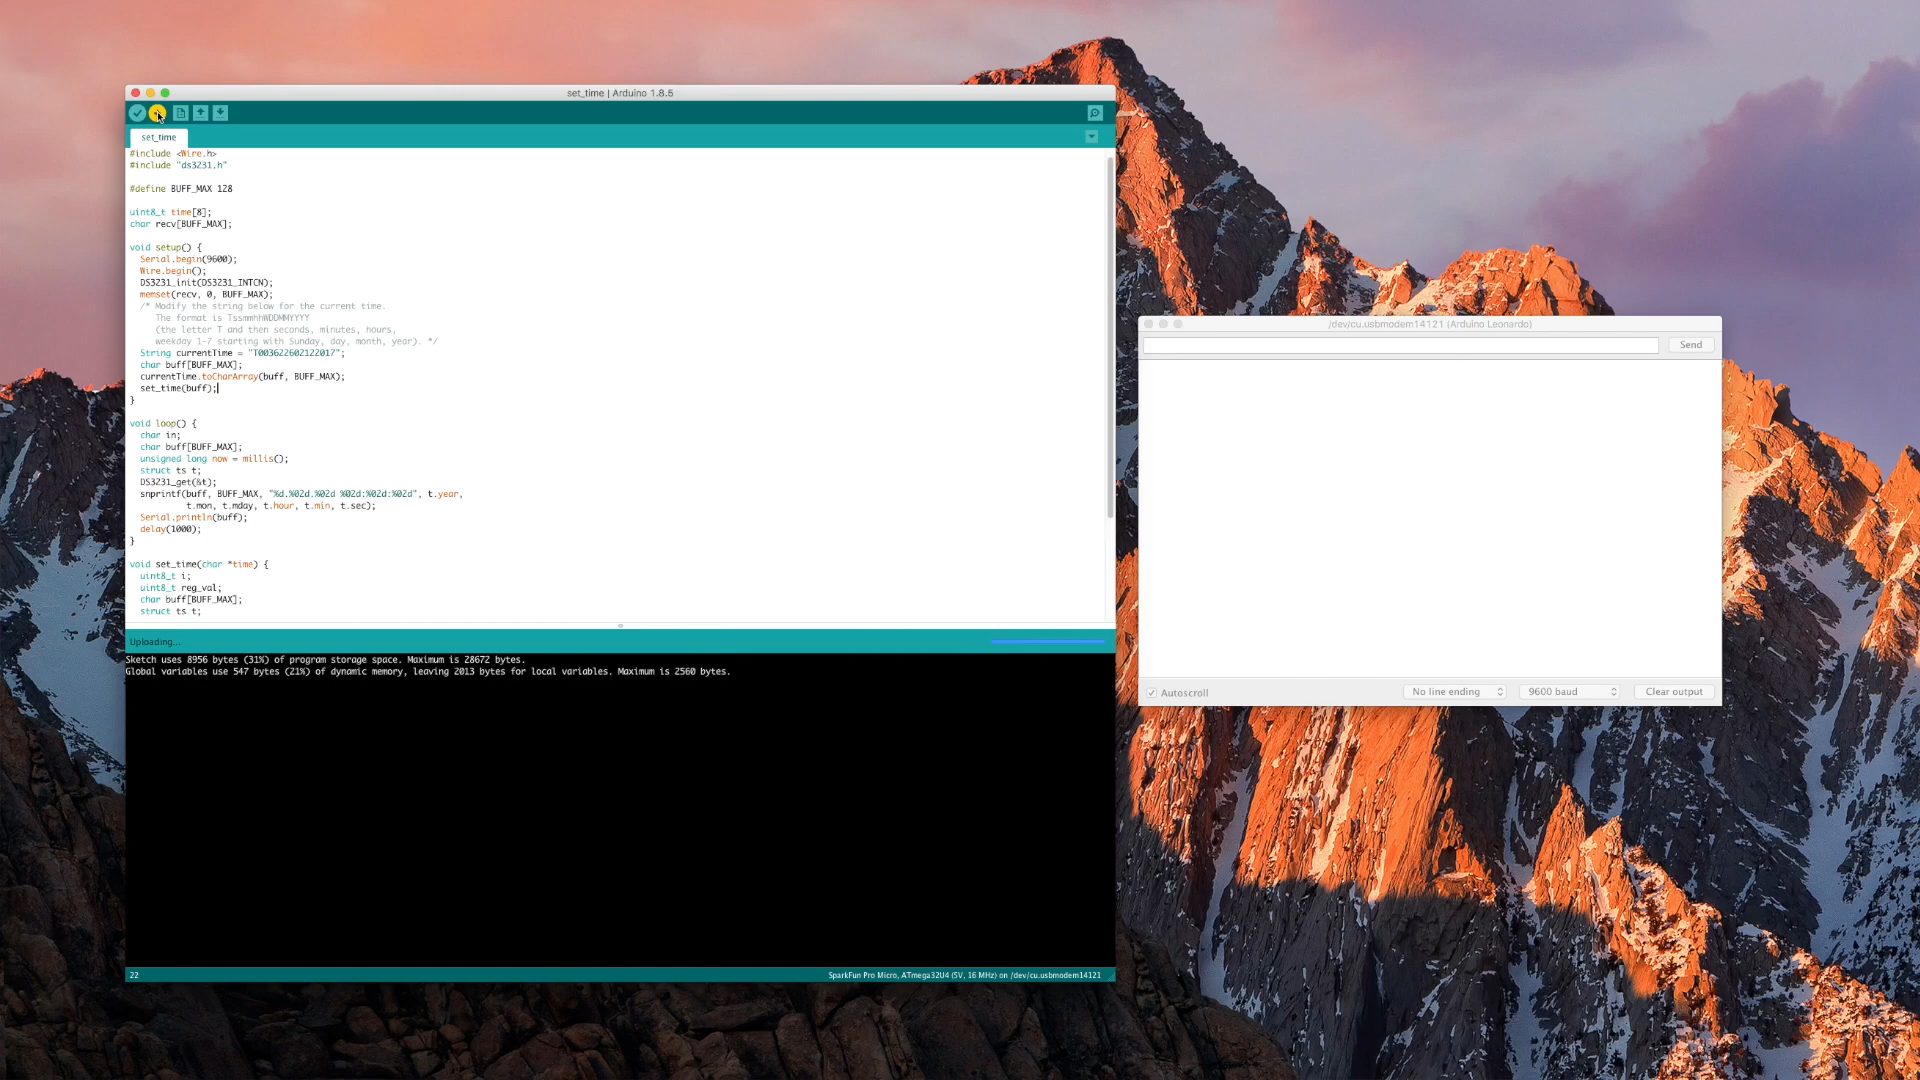 set_time | Arduino 1.8.5
set_time
#include <Wire.h>
#include "ds3231.h"
#define BUFF_MAX 128
uint8_t time[8];
char recv[BUFF_MAX];
void setup() {
Serial.begin(9600);
Wire.begin();
DS3231_init(DS3231_INTCN);
memset(recv, 0, BUFF_MAX);
/* Modify the string below for the current time.
The format is TssmmhhWDDMMYYYY
(the letter T and then seconds, minutes, hours,
weekday 1-7 starting with Sunday, day, month, year). */
String currentTime = "T003622602122017";
char buff[BUFF_MAX];
currentTime.toCharArray(buff, BUFF_MAX);
set_time(buff);
}
void loop() {
char in;
char buff[BUFF_MAX];
unsigned long now = millis();
struct ts t;
DS3231_get(&t);
snprintf(buff, BUFF_MAX, "%d.%02d.%02d %02d:%02d:%02d", t.year,
t.mon, t.mday, t.hour, t.min, t.sec);
Serial.println(buff);
delay(1000);
}
void set_time(char *time) {
uint8_t i;
uint8_t reg_val;
char buff[BUFF_MAX];
struct ts t;
Uploading...
Sketch uses 8956 bytes (31%) of program storage space. Maximum is 28672 bytes.
Global variables use 547 bytes (21%) of dynamic memory, leaving 2013 bytes for local variables. Maximum is 2560 bytes.
22
SparkFun Pro Micro, ATmega32U4 (5V, 16 MHz) on /dev/cu.usbmodem14121
/dev/cu.usbmodem14121 (Arduino Leonardo)
Send
Autoscroll
No line ending
9600 baud
Clear output